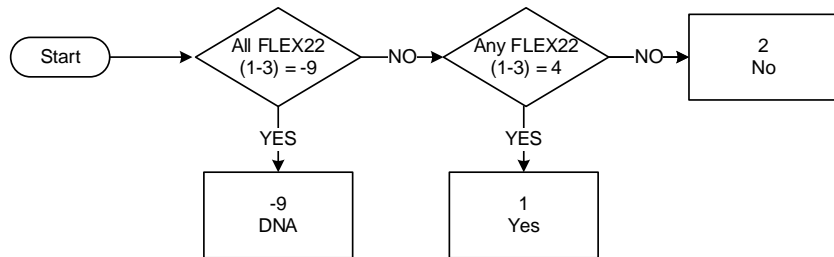 Start
All FLEX22
(1-3) = -9
NO
Any FLEX22
(1-3) = 4
NO
2
No
YES
YES
-9
DNA
1
Yes